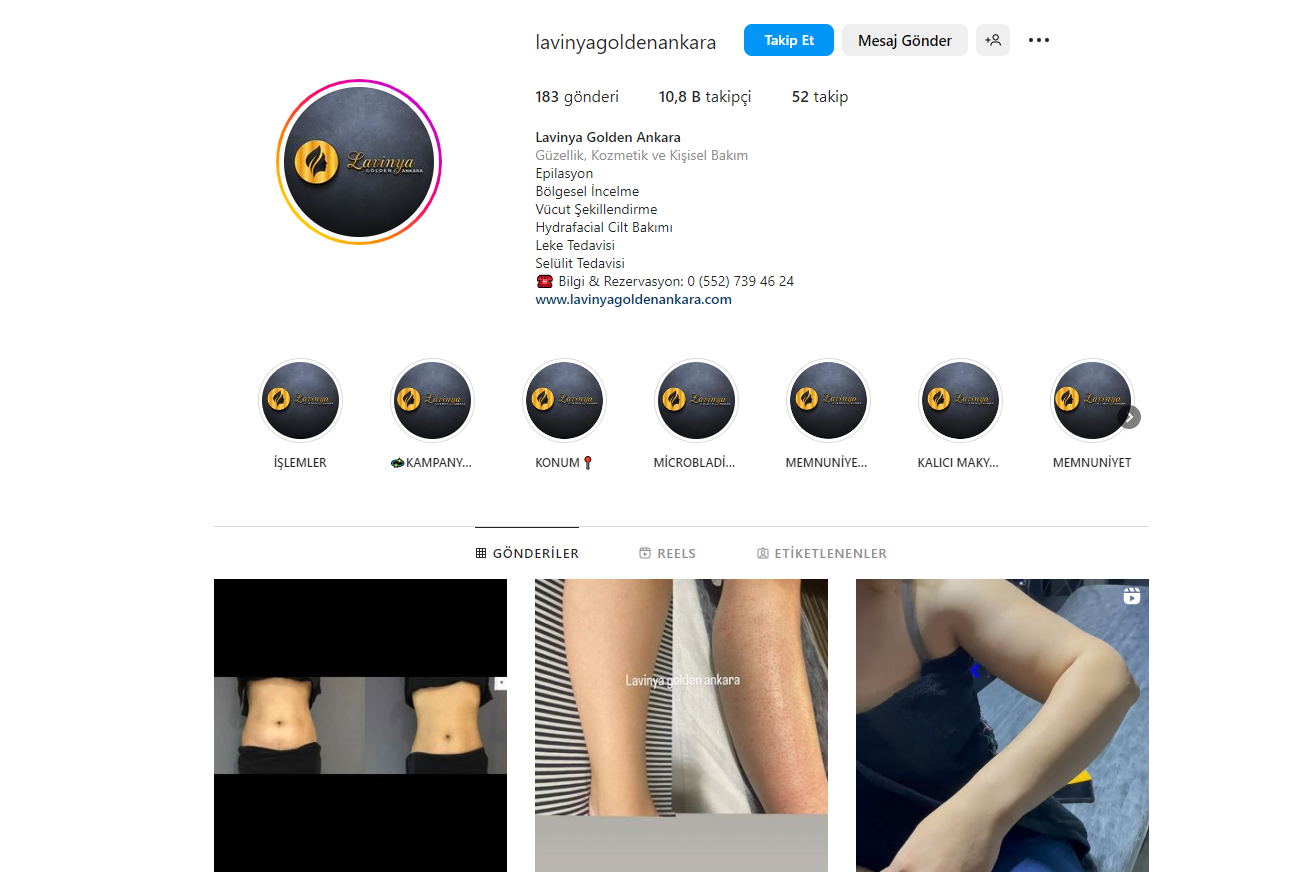 lavinyagoldenankara Takip Et Mesaj Gönder
183 gönderi 10,8 B takipçi 52 takip
Lavinya Golden Ankara
Güzellik, Kozmetik ve Kişisel Bakım
Epilasyon
Bölgesel İncelme
Vücut Şekillendirme
Hydrafacial Cilt Bakımı
Leke Tedavisi
Selülit Tedavisi
☎️ Bilgi & Rezervasyon: 0 (552) 739 46 24
www.lavinyagoldenankara.com
Lavinya
GOLDEN ANKARA
İŞLEMLER KAMPANY... KONUM📍 MİCROBLADİ... MEMNUNİYE... KALICI MAKY... MEMNUNİYET
GÖNDERİLER REELS ETİKETLENENLER
Lavinya golden ankara